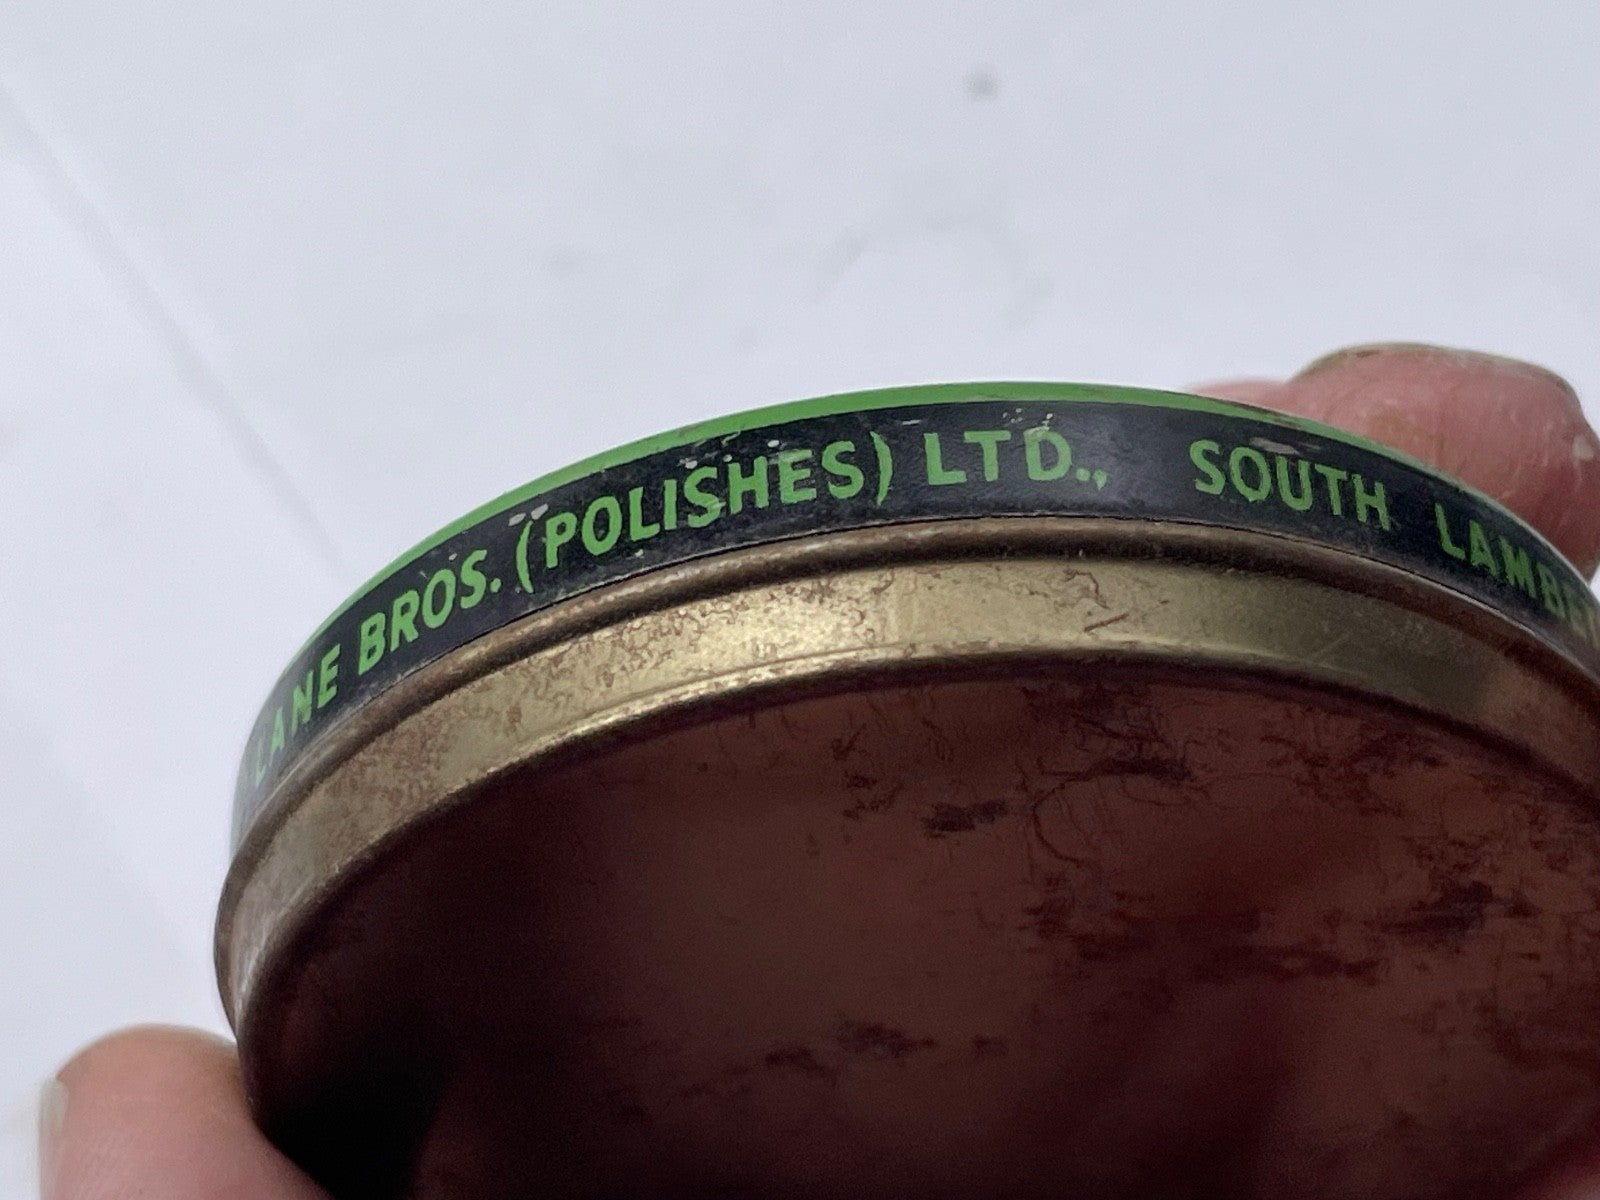 LANE BROS. (POLISHES) LTD., SOUTH